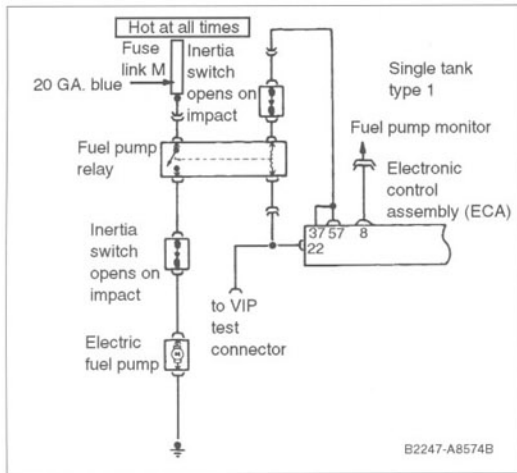 Hot at all times
Fuse
link M
20 GA. blue
Inertia
switch
opens on
impact
Single tank
type 1
Fuel pump monitor
Fuel pump
relay
Electronic
control
assembly (ECA)
37 57 8
22
Inertia
switch
opens on
impact
to VIP
test
connector
Electric
fuel pump
M
B2247-A8574B